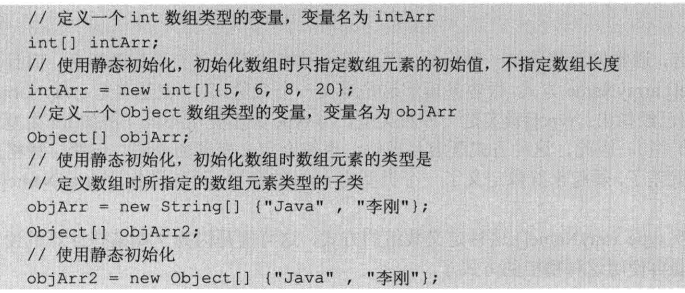 // 定义一个 int 数组类型的变量，变量名为 intArr
int[] intArr;
// 使用静态初始化，初始化数组时只指定数组元素的初始值，不指定数组长度
intArr = new int[]{5, 6, 8, 20};
//定义一个 Object 数组类型的变量，变量名为 objArr
Object[] objArr;
// 使用静态初始化，初始化数组时数组元素的类型是
// 定义数组时所指定的数组元素类型的子类
objArr = new String[] {"Java" , "李刚"};
Object[] objArr2;
// 使用静态初始化
objArr2 = new Object[] {"Java" , "李刚"};